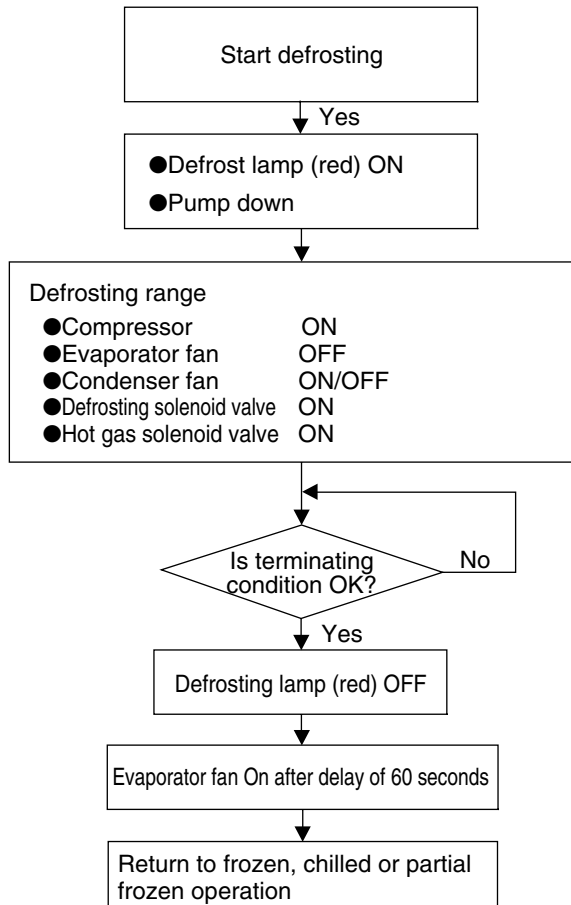 Start defrosting
Yes
●Defrost lamp (red) ON
●Pump down
Defrosting range
●Compressor ON
●Evaporator fan OFF
●Condenser fan ON/OFF
●Defrosting solenoid valve ON
●Hot gas solenoid valve ON
Is terminating
condition OK?
No
Yes
Defrosting lamp (red) OFF
Evaporator fan On after delay of 60 seconds
Return to frozen, chilled or partial
frozen operation